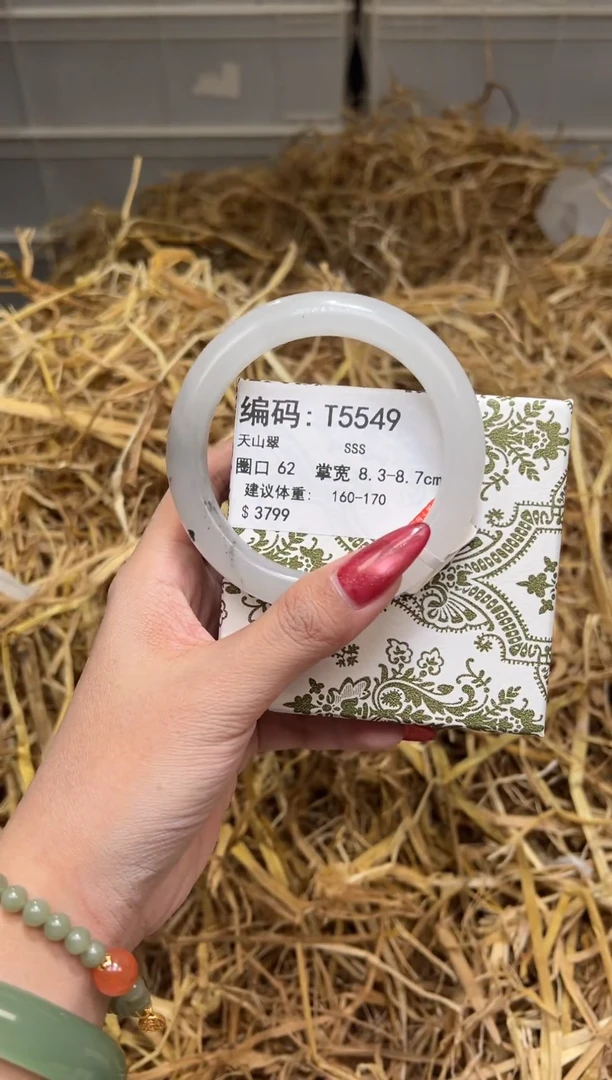 编码: T5549
天山翠 SSS
圈口 62 掌宽 8.3-8.7cm
建议体重: 160-170
$ 3799